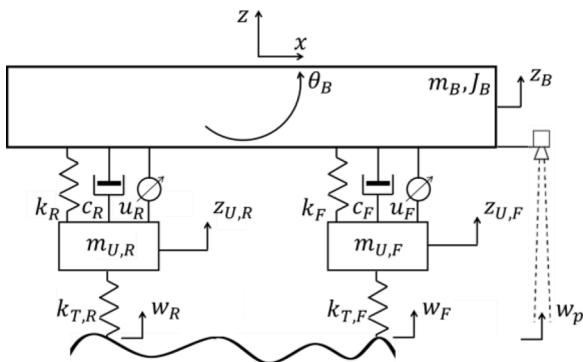 z
x
θ_B
m_B, J_B
z_B
k_R c_R u_R
k_F c_F u_F
z_{U,R}
z_{U,F}
m_{U,R}
m_{U,F}
k_{T,R}
w_R
k_{T,F}
w_F
w_p